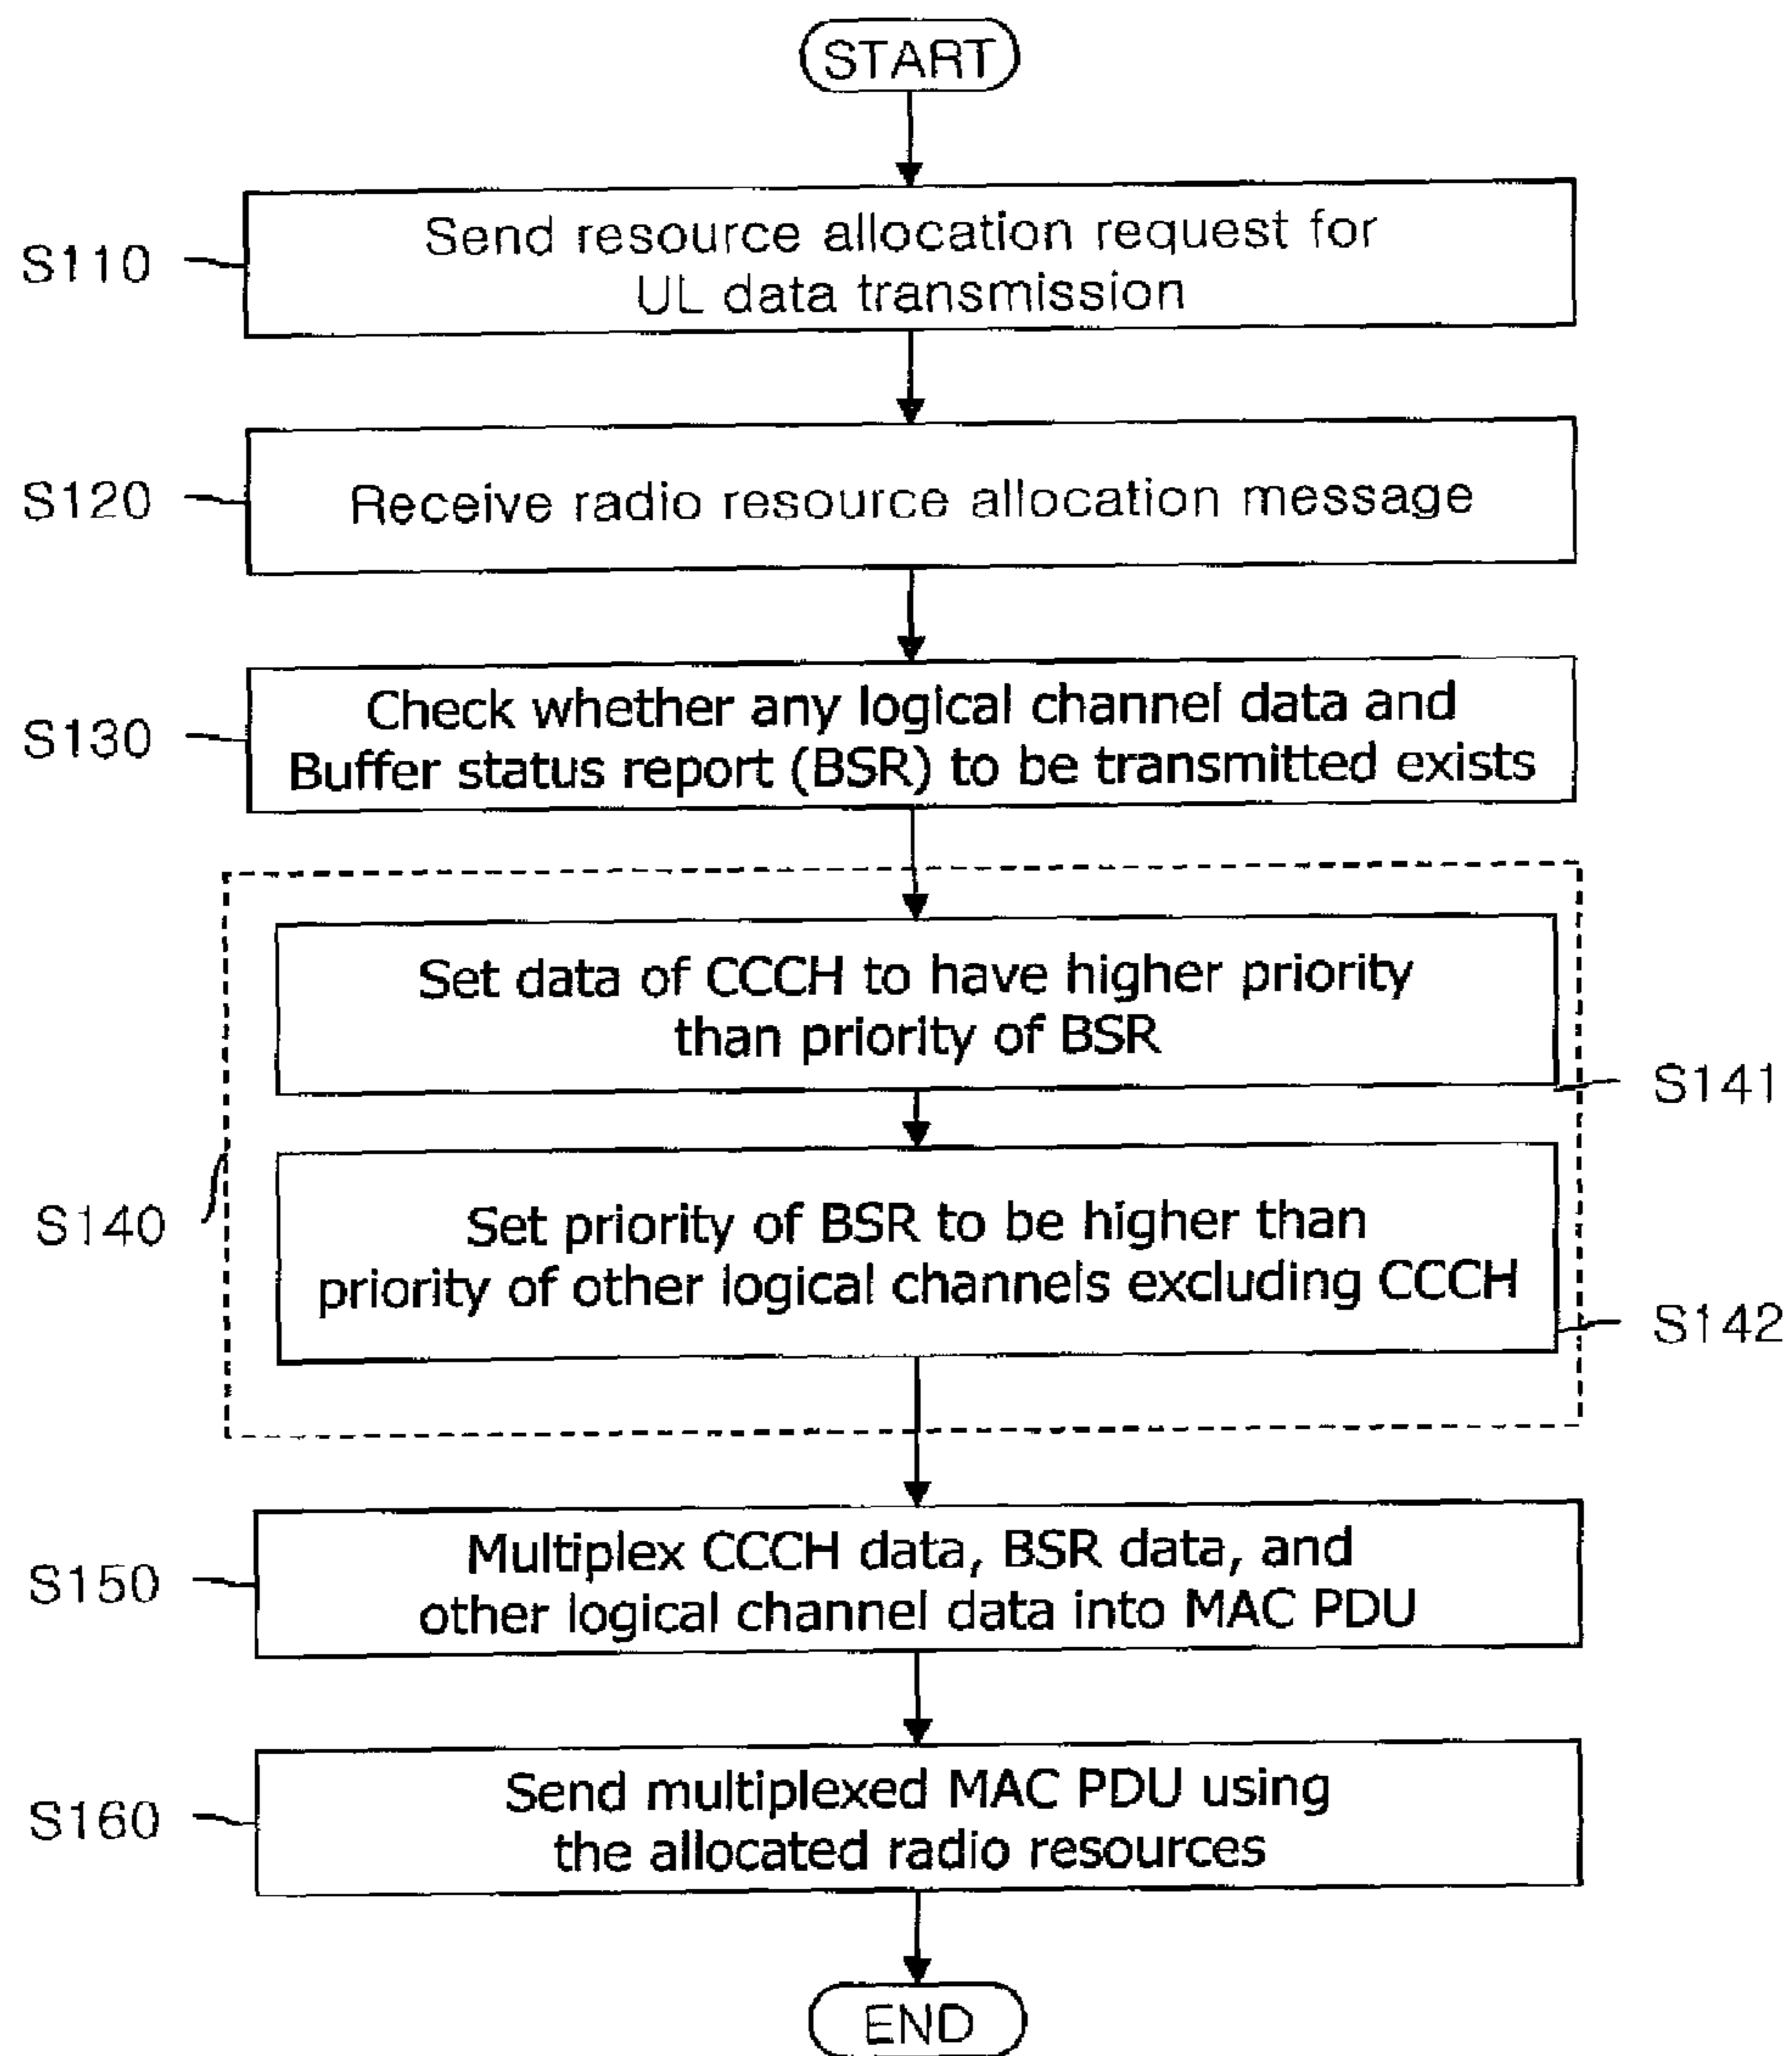 START
S110
Send resource allocation request for
UL data transmission
S120
Receive radio resource allocation message
S130
Check whether any logical channel data and
Buffer status report (BSR) to be transmitted exists
S140
Set data of CCCH to have higher priority
than priority of BSR
S141
Set priority of BSR to be higher than
priority of other logical channels excluding CCCH
S142
S150
Multiplex CCCH data, BSR data, and
other logical channel data into MAC PDU
S160
Send multiplexed MAC PDU using
the allocated radio resources
END